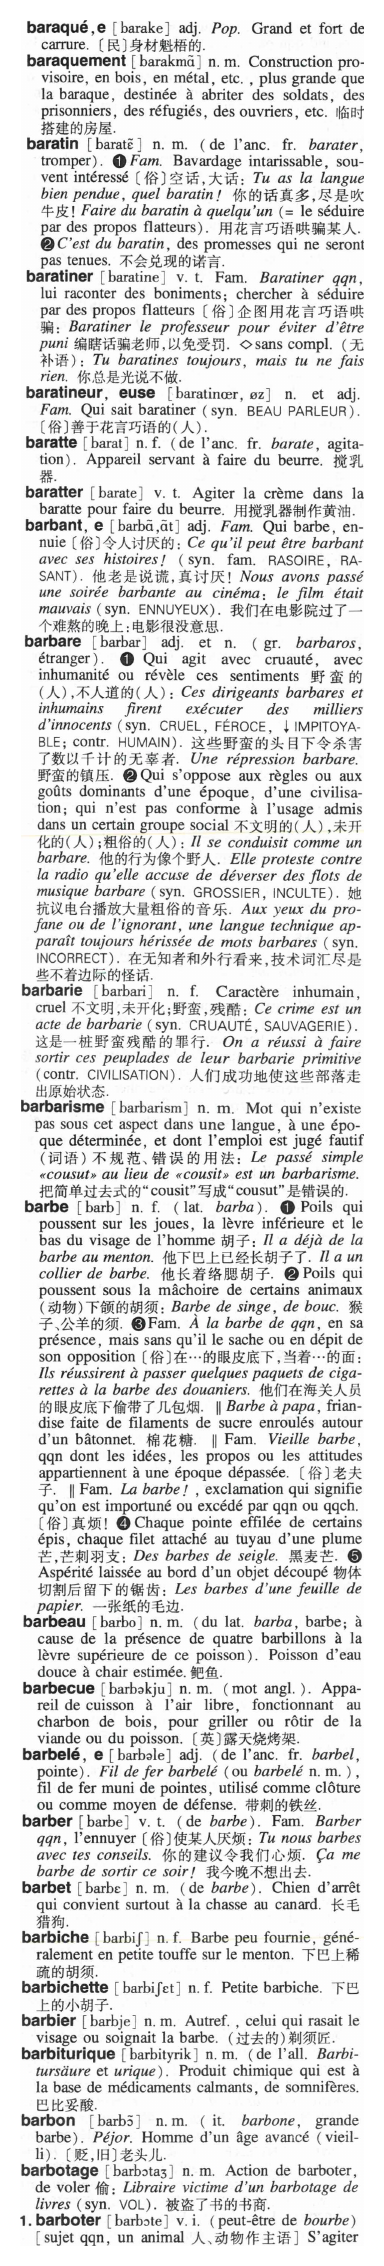 baraqué, e [barake] adj. Pop. Grand et fort de
carrure. 〔民〕身材魁梧的.
baraquement [barakmɑ̃] n. m. Construction pro-
visoire, en bois, en métal, etc. , plus grande que
la baraque, destinée à abriter des soldats, des
prisonniers, des réfugiés, des ouvriers, etc. 临时
搭建的房屋.
baratin [baratɛ̃] n. m. (de l'anc. fr. barater,
tromper). ❶Fam. Bavardage intarissable, sou-
vent intéressé〔俗〕空话,大话: Tu as la langue
bien pendue, quel baratin! 你的话真多,尽是吹
牛皮! Faire du baratin à quelqu'un (= le séduire
par des propos flatteurs). 用花言巧语哄骗某人.
❷C'est du baratin, des promesses qui ne seront
pas tenues. 不会兑现的诺言.
baratiner [baratine] v. t. Fam. Baratiner qqn,
lui raconter des boniments; chercher à séduire
par des propos flatteurs〔俗〕企图用花言巧语哄
骗: Baratiner le professeur pour éviter d'être
puni 编瞎话骗老师,以免受罚. ◇sans compl. (无
补语): Tu baratines toujours, mais tu ne fais
rien. 你总是光说不做.
baratineur, euse [baratinœr, øz] n. et adj.
Fam. Qui sait baratiner (syn. BEAU PARLEUR).
〔俗〕善于花言巧语的(人).
baratte [barat] n. f. (de l'anc. fr. barate, agita-
tion). Appareil servant à faire du beurre. 搅乳
器.
baratter [barate] v. t. Agiter la crème dans la
baratte pour faire du beurre. 用搅乳器制作黄油.
barbant, e [barbɑ̃,ɑ̃t] adj. Fam. Qui barbe, en-
nuie〔俗〕令人讨厌的: Ce qu'il peut être barbant
avec ses histoires! (syn. fam. RASOIRE, RA-
SANT). 他老是说谎,真讨厌! Nous avons passé
une soirée barbante au cinéma: le film était
mauvais (syn. ENNUYEUX). 我们在电影院过了一
个难熬的晚上:电影很没意思.
barbare [barbar] adj. et n. (gr. barbaros,
étranger). ❶ Qui agit avec cruauté, avec
inhumanité ou révèle ces sentiments 野蛮的
(人),不人道的(人): Ces dirigeants barbares et
inhumains firent exécuter des milliers
d'innocents (syn. CRUEL, FÉROCE, ↓IMPITOYA-
BLE; contr. HUMAIN). 这些野蛮的头目下令杀害
了数以千计的无辜者. Une répression barbare.
野蛮的镇压. ❷Qui s'oppose aux règles ou aux
goûts dominants d'une époque, d'une civilisa-
tion; qui n'est pas conforme à l'usage admis
dans un certain groupe social 不文明的(人),未开
化的(人);粗俗的(人): Il se conduisit comme un
barbare. 他的行为像个野人. Elle proteste contre
la radio qu'elle accuse de déverser des flots de
musique barbare (syn. GROSSIER, INCULTE). 她
抗议电台播放大量粗俗的音乐. Aux yeux du pro-
fane ou de l'ignorant, une langue technique ap-
paraît toujours hérissée de mots barbares (syn.
INCORRECT). 在无知者和外行看来,技术词汇尽是
些不着边际的怪话.
barbarie [barbari] n. f. Caractère inhumain,
cruel 不文明,未开化;野蛮,残酷: Ce crime est un
acte de barbarie (syn. CRUAUTÉ, SAUVAGERIE).
这是一桩野蛮残酷的罪行. On a réussi à faire
sortir ces peuplades de leur barbarie primitive
(contr. CIVILISATION). 人们成功地使这些部落走
出原始状态.
barbarisme [barbarism] n. m. Mot qui n'existe
pas sous cet aspect dans une langue, à une épo-
que déterminée, et dont l'emploi est jugé fautif
(词语)不规范、错误的用法: Le passé simple
«cousut» au lieu de «cousit» est un barbarisme.
把简单过去式的“cousit”写成“cousut”是错误的.
barbe [barb] n. f. (lat. barba). ❶ Poils qui
poussent sur les joues, la lèvre inférieure et le
bas du visage de l'homme 胡子: Il a déjà de la
barbe au menton. 他下巴上已经长胡子了. Il a un
collier de barbe. 他长着络腮胡子. ❷Poils qui
poussent sous la mâchoire de certains animaux
(动物)下颌的胡须: Barbe de singe, de bouc. 猴
子、公羊的须. ❸Fam. À la barbe de qqn, en sa
présence, mais sans qu'il le sache ou en dépit de
son opposition〔俗〕在…的眼皮底下,当着…的面:
Ils réussirent à passer quelques paquets de ciga-
rettes à la barbe des douaniers. 他们在海关人员
的眼皮底下偷带了几包烟. ‖Barbe à papa, frian-
dise faite de filaments de sucre enroulés autour
d'un bâtonnet. 棉花糖. ‖ Fam. Vieille barbe,
qqn dont les idées, les propos ou les attitudes
appartiennent à une époque dépassée. 〔俗〕老夫
子. ‖Fam. La barbe! , exclamation qui signifie
qu'on est importuné ou excédé par qqn ou qqch.
〔俗〕真烦! ❹Chaque pointe effilée de certains
épis, chaque filet attaché au tuyau d'une plume
芒,芒刺羽支: Des barbes de seigle. 黑麦芒. ❺
Aspérité laissée au bord d'un objet découpé 物体
切割后留下的锯齿: Les barbes d'une feuille de
papier. 一张纸的毛边.
barbeau [barbo] n. m. (du lat. barba, barbe; à
cause de la présence de quatre barbillons à la
lèvre supérieure de ce poisson). Poisson d'eau
douce à chair estimée. 鲃鱼.
barbecue [barbəkju] n. m. (mot angl.). Appa-
reil de cuisson à l'air libre, fonctionnant au
charbon de bois, pour griller ou rôtir de la
viande ou du poisson. 〔英〕露天烧烤架.
barbelé, e [barbəle] adj. (de l'anc. fr. barbel,
pointe). Fil de fer barbelé (ou barbelé n. m.),
fil de fer muni de pointes, utilisé comme clôture
ou comme moyen de défense. 带刺的铁丝.
barber [barbe] v. t. (de barbe). Fam. Barber
qqn, l'ennuyer〔俗〕使某人厌烦: Tu nous barbes
avec tes conseils. 你的建议令我们心烦. Ça me
barbe de sortir ce soir! 我今晚不想出去.
barbet [barbɛ] n. m. (de barbe). Chien d'arrêt
qui convient surtout à la chasse au canard. 长毛
猎狗.
barbiche [barbiʃ] n. f. Barbe peu fournie, géné-
ralement en petite touffe sur le menton. 下巴上稀
疏的胡须.
barbichette [barbiʃɛt] n. f. Petite barbiche. 下巴
上的小胡子.
barbier [barbje] n. m. Autref. , celui qui rasait le
visage ou soignait la barbe. (过去的)剃须匠.
barbiturique [barbityrik] n. m. (de l'all. Barbi-
tursäure et urique). Produit chimique qui est à
la base de médicaments calmants, de somnifères.
巴比妥酸.
barbon [barbɔ̃] n. m. (it. barbone, grande
barbe). Péjor. Homme d'un âge avancé (vieil-
li). 〔贬,旧〕老头儿.
barbotage [barbɔtaʒ] n. m. Action de barboter,
de voler 偷: Libraire victime d'un barbotage de
livres (syn. VOL). 被盗了书的书商.
1. barboter [barbɔte] v. i. (peut-être de bourbe)
[sujet qqn, un animal 人、动物作主语] S'agiter